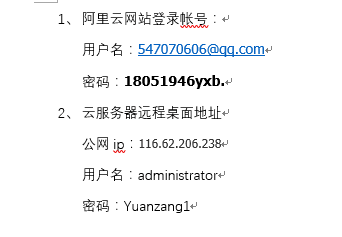 1、 阿里云网站登录帐号：
用户名：547070606@qq.com
密码：18051946yxb.
2、 云服务器远程桌面地址
公网 ip：116.62.206.238
用户名：administrator
密码：Yuanzang1